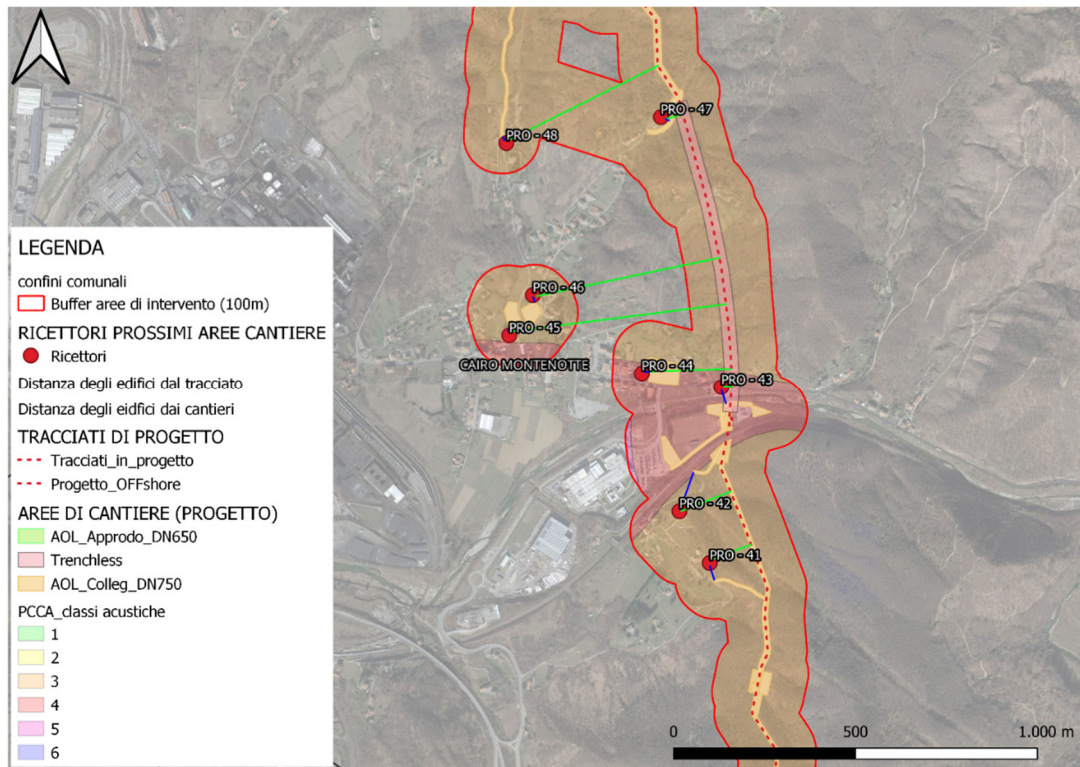 PRO - 47
PRO - 48
PRO - 46
PRO - 45
CAIRO MONTENOTTE
PRO - 44
PRO - 43
PRO - 42
PRO - 41
LEGENDA
confini comunali
Buffer aree di intervento (100m)
RICETTORI PROSSIMI AREE CANTIERE
Ricettori
Distanza degli edifici dal tracciato
Distanza degli eidfici dai cantieri
TRACCIATI DI PROGETTO
Tracciati_in_progetto
Progetto_OFFshore
AREE DI CANTIERE (PROGETTO)
AOL_Approdo_DN650
Trenchless
AOL_Colleg_DN750
PCCA_classi acustiche
1
2
3
4
5
6
0 500 1.000 m